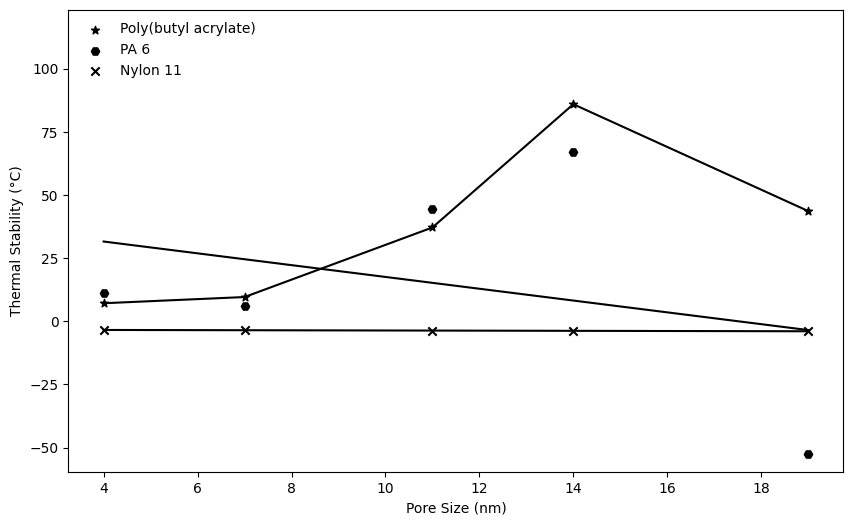 Poly(butyl acrylate)
PA 6
Nylon 11
100
75
50
25
0
−25
−50
Thermal Stability (°C)
4 6 8 10 12 14 16 18
Pore Size (nm)